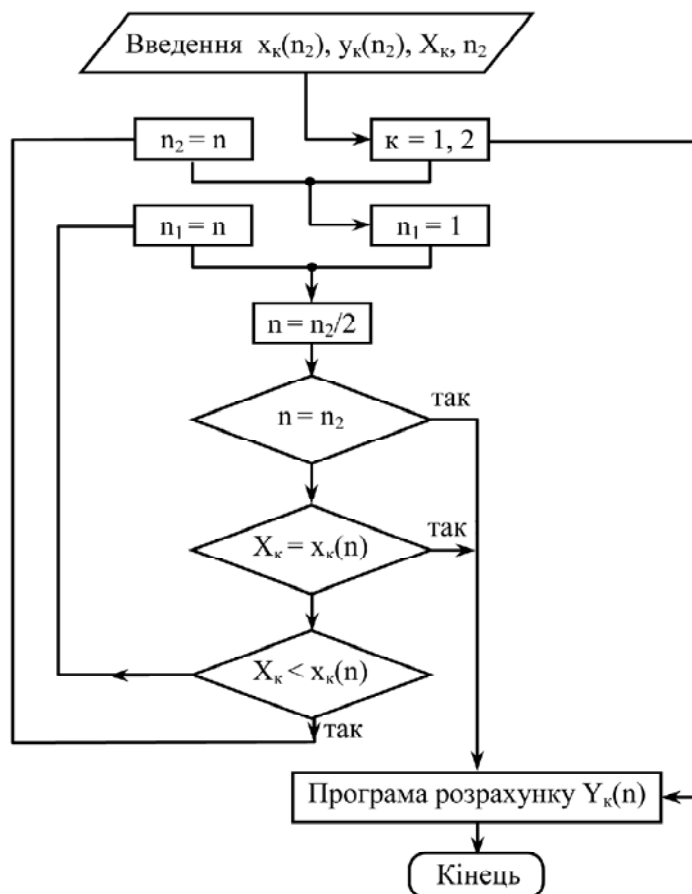 Введення xк(n₂), yк(n₂), Xк, n₂
n₂ = n
к = 1, 2
n₁ = n
n₁ = 1
n = n₂/2
n = n₂
так
Xк = xк(n)
так
Xк < xк(n)
так
Програма розрахунку Yк(n)
Кінець